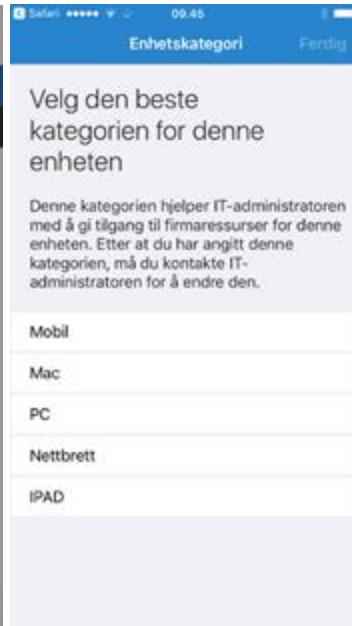 Safari 09.45
Enhetskategori Ferdig
Velg den beste
kategorien for denne
enheten
Denne kategorien hjelper IT-administratoren
med å gi tilgang til firmaressurser for denne
enheten. Etter at du har angitt denne
kategorien, må du kontakte IT-
administratoren for å endre den.
Mobil
Mac
PC
Nettbrett
IPAD